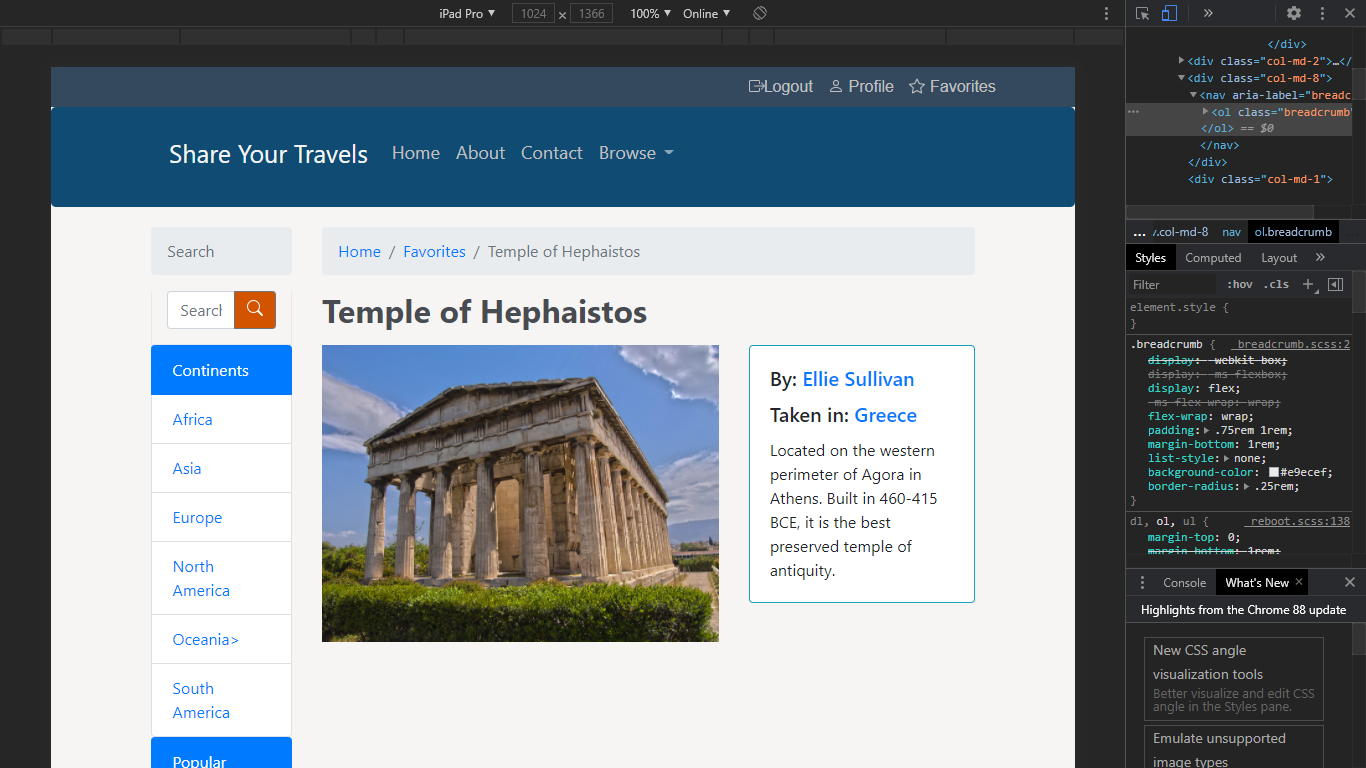 iPad Pro ▼ 1024 x 1366 100% ▼ Online ▼
Logout Profile Favorites
Share Your Travels Home About Contact Browse
Search
Home / Favorites / Temple of Hephaistos
Search
Temple of Hephaistos
Continents
Africa
Asia
Europe
North
America
Oceania>
South
America
Popular
By: Ellie Sullivan
Taken in: Greece
Located on the western
perimeter of Agora in
Athens. Built in 460-415
BCE, it is the best
preserved temple of
antiquity.
</div>
<div class="col-md-2">…</
<div class="col-md-8">
<nav aria-label="breadc
<ol class="breadcrumb"
</ol> == $0
</nav>
</div>
<div class="col-md-1">
... .col-md-8 nav ol.breadcrumb
Styles Computed Layout »
Filter :hov .cls +
element.style {
}
.breadcrumb { _breadcrumb.scss:2
display: -webkit-box;
display: -ms-flexbox;
display: flex;
-ms-flex-wrap: wrap;
flex-wrap: wrap;
padding: .75rem 1rem;
margin-bottom: 1rem;
list-style: none;
background-color: #e9ecef;
border-radius: .25rem;
}
dl, ol, ul { _reboot.scss:138
margin-top: 0;
margin-bottom: 1rem;
Console What's New ×
Highlights from the Chrome 88 update
New CSS angle
visualization tools
Better visualize and edit CSS
angle in the Styles pane.
Emulate unsupported
image types